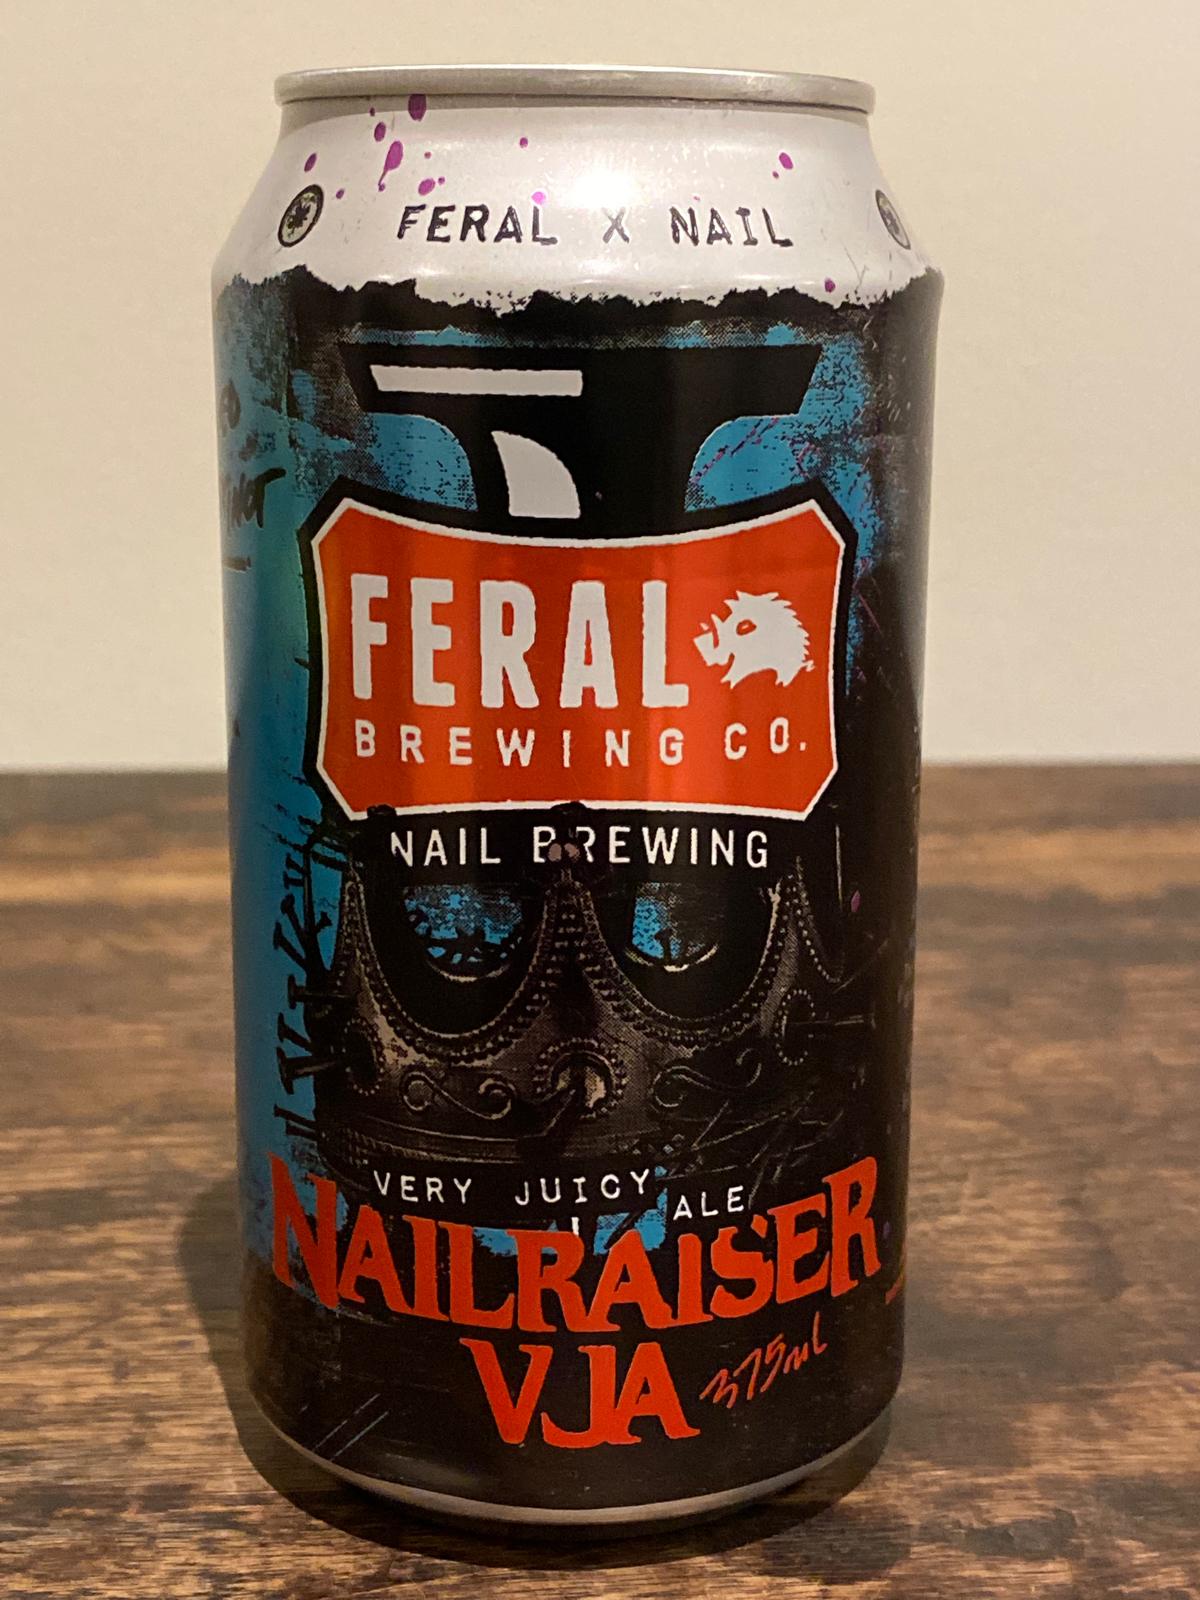 FERAL X NAIL
FERAL
BREWING CO.
NAIL BREWING
VERY JUICY ALE
NAILRAISER
VJA 375ml